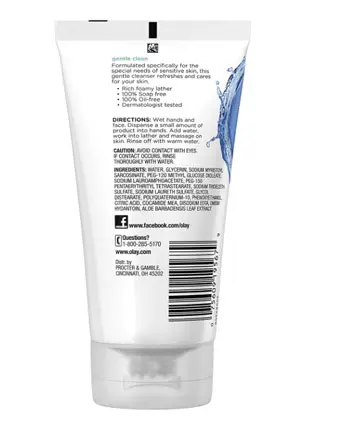 gentle clean
Formulated specifically for the
special needs of sensitive skin, this
gentle cleanser refreshes and cares
for your skin.
• Rich foamy lather
• 100% Soap free
• 100% Oil-free
• Dermatologist tested
DIRECTIONS: Wet hands and
face. Dispense a small amount of
product into hands. Add water,
work into lather and massage on
skin. Rinse off with warm water.
CAUTION: AVOID CONTACT WITH EYES.
IF CONTACT OCCURS, RINSE
THOROUGHLY WITH WATER.
INGREDIENTS: WATER, GLYCERIN, SODIUM MYRISTOYL
SARCOSINATE, PEG-120 METHYL GLUCOSE DIOLEATE,
SODIUM LAUROAMPHOACETATE, PEG-150
PENTAERYTHRITYL TETRASTEARATE, SODIUM TRIDECETH
SULFATE, SODIUM LAURETH SULFATE, GLYCOL
DISTEARATE, POLYQUATERNIUM-10, PHENOXYETHANOL,
CITRIC ACID, COCAMIDE MEA, DISODIUM EDTA, DMDM
HYDANTOIN, ALOE BARBADENSIS LEAF EXTRACT
f www.facebook.com/olay
Questions?
1-800-285-5170
www.olay.com
Distr. by
PROCTER & GAMBLE,
CINCINNATI, OH 45202